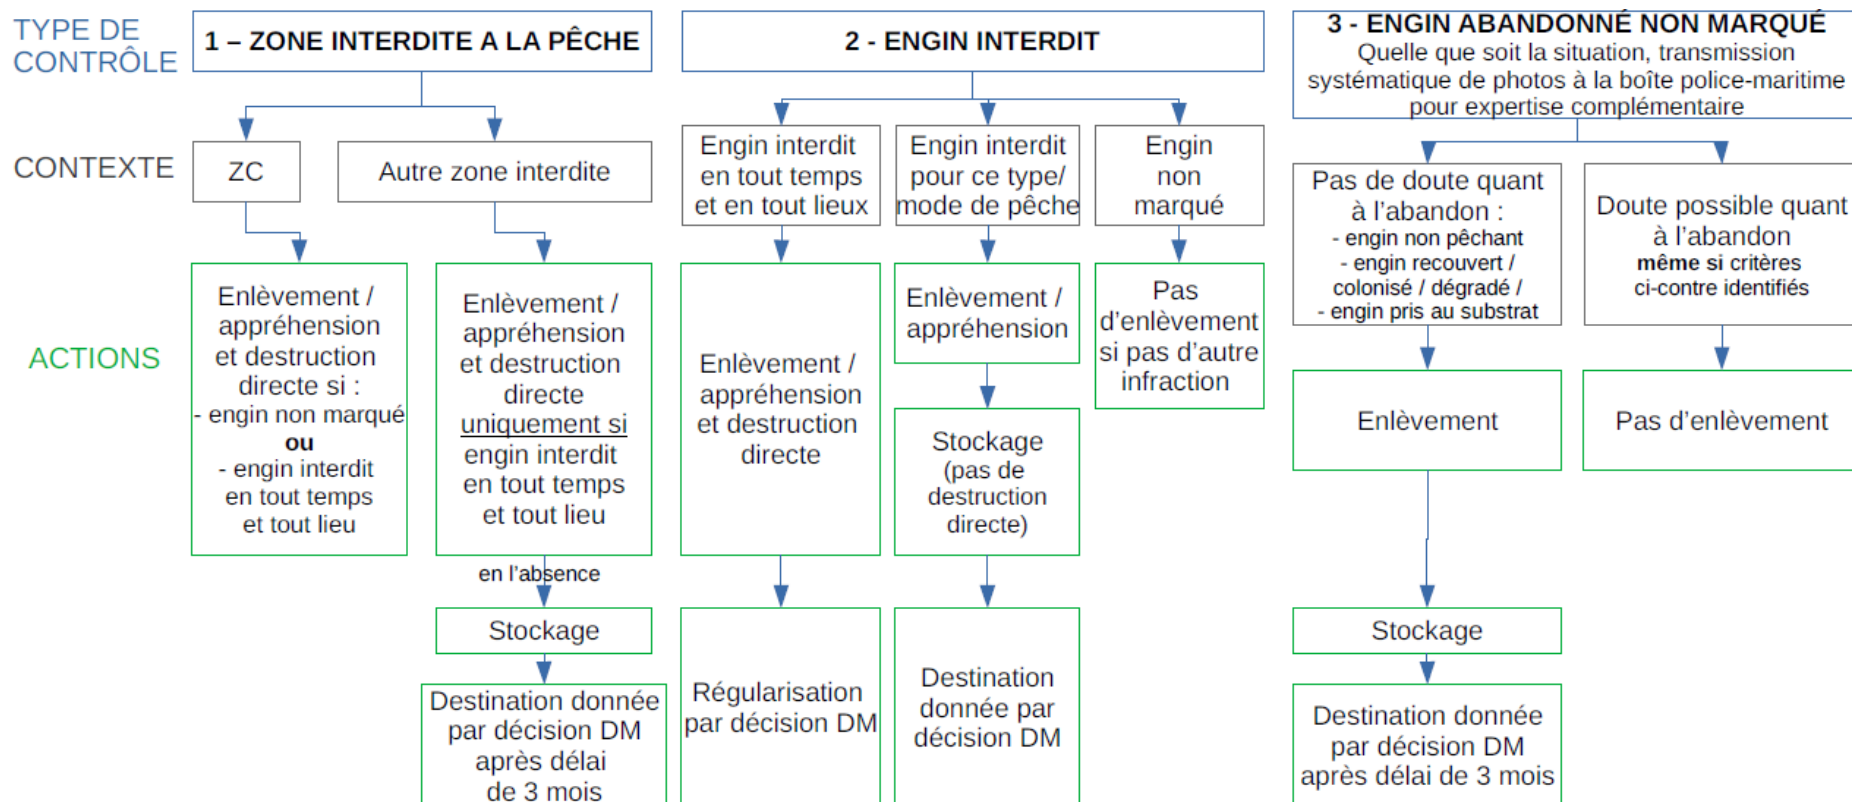 TYPE DE
CONTRÔLE
1 – ZONE INTERDITE A LA PÊCHE
2 - ENGIN INTERDIT
3 - ENGIN ABANDONNÉ NON MARQUÉ
Quelle que soit la situation, transmission
systématique de photos à la boîte police-maritime
pour expertise complémentaire
CONTEXTE
ZC
Autre zone interdite
Engin interdit
en tout temps
et en tout lieux
Engin interdit
pour ce type/
mode de pêche
Engin
non
marqué
Pas de doute quant
à l'abandon :
- engin non pêchant
- engin recouvert /
colonisé / dégradé /
- engin pris au substrat
Doute possible quant
à l'abandon
même si critères
ci-contre identifiés
ACTIONS
Enlèvement /
appréhension
et destruction
directe si :
- engin non marqué
ou
- engin interdit
en tout temps
et tout lieu
Enlèvement /
appréhension
et destruction
directe
uniquement si
engin interdit
en tout temps
et tout lieu
en l'absence
Stockage
Destination donnée
par décision DM
après délai
de 3 mois
Enlèvement /
appréhension
et destruction
directe
Régularisation
par décision DM
Enlèvement /
appréhension
Stockage
(pas de
destruction
directe)
Destination
donnée par
décision DM
Pas
d'enlèvement
si pas d'autre
infraction
Enlèvement
Stockage
Destination donnée
par décision DM
après délai de 3 mois
Pas d'enlèvement